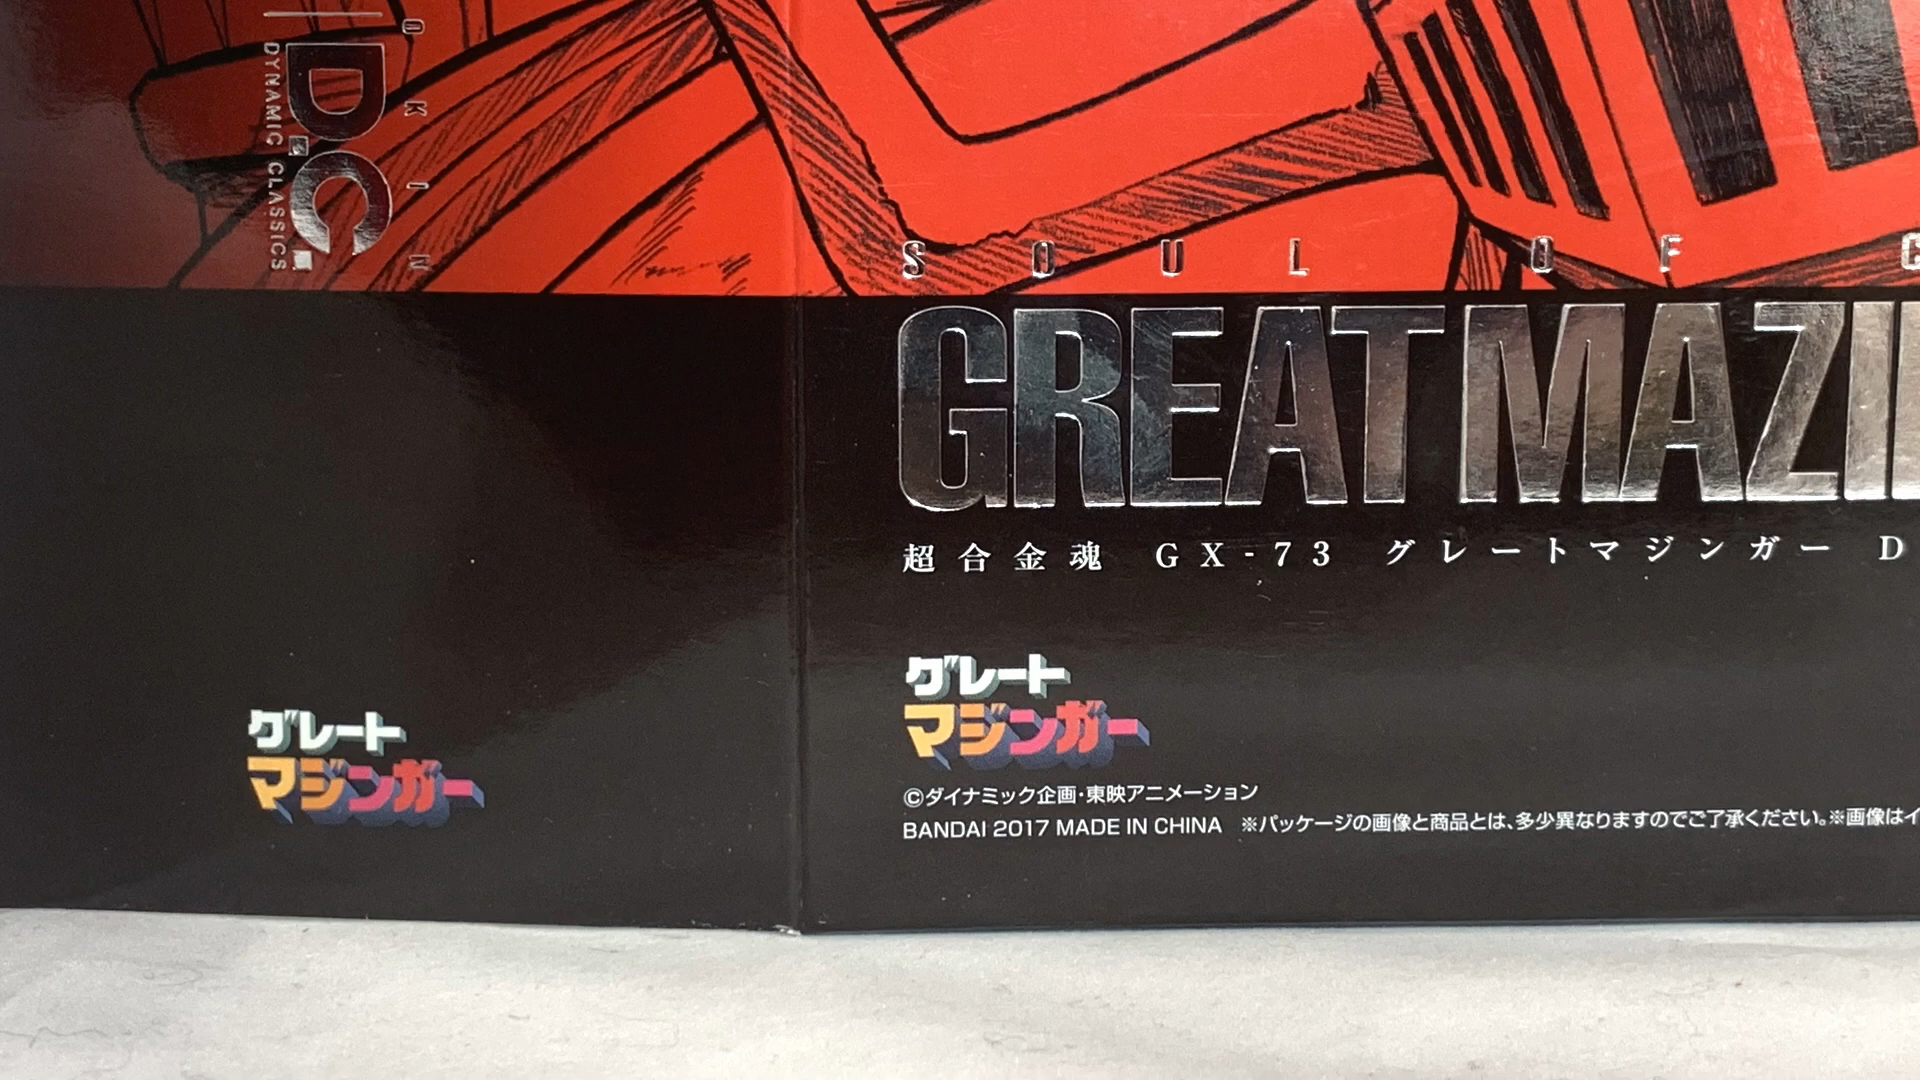 O K I N
D.C.
DYNAMIC CLASSICS
SOUL OF C
GREAT MAZI
超合金魂 GX-73 グレートマジンガー D
グレート
マジンガー
グレート
マジンガー
©ダイナミック企画・東映アニメーション
BANDAI 2017 MADE IN CHINA ※パッケージの画像と商品とは、多少異なりますのでご了承ください。※画像はイ